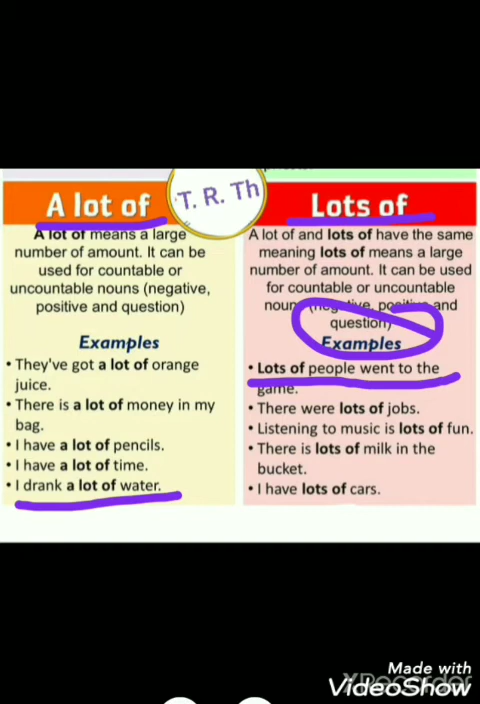 T. R. Th
A lot of
A lot of means a large
number of amount. It can be
used for countable or
uncountable nouns (negative,
positive and question)
Examples
• They've got a lot of orange
juice.
• There is a lot of money in my
bag.
• I have a lot of pencils.
• I have a lot of time.
• I drank a lot of water.
Lots of
A lot of and lots of have the same
meaning lots of means a large
number of amount. It can be used
for countable or uncountable
noun (negative, positive and
question)
Examples
• Lots of people went to the
game.
• There were lots of jobs.
• Listening to music is lots of fun.
• There is lots of milk in the
bucket.
• I have lots of cars.
Made with
VideoShow